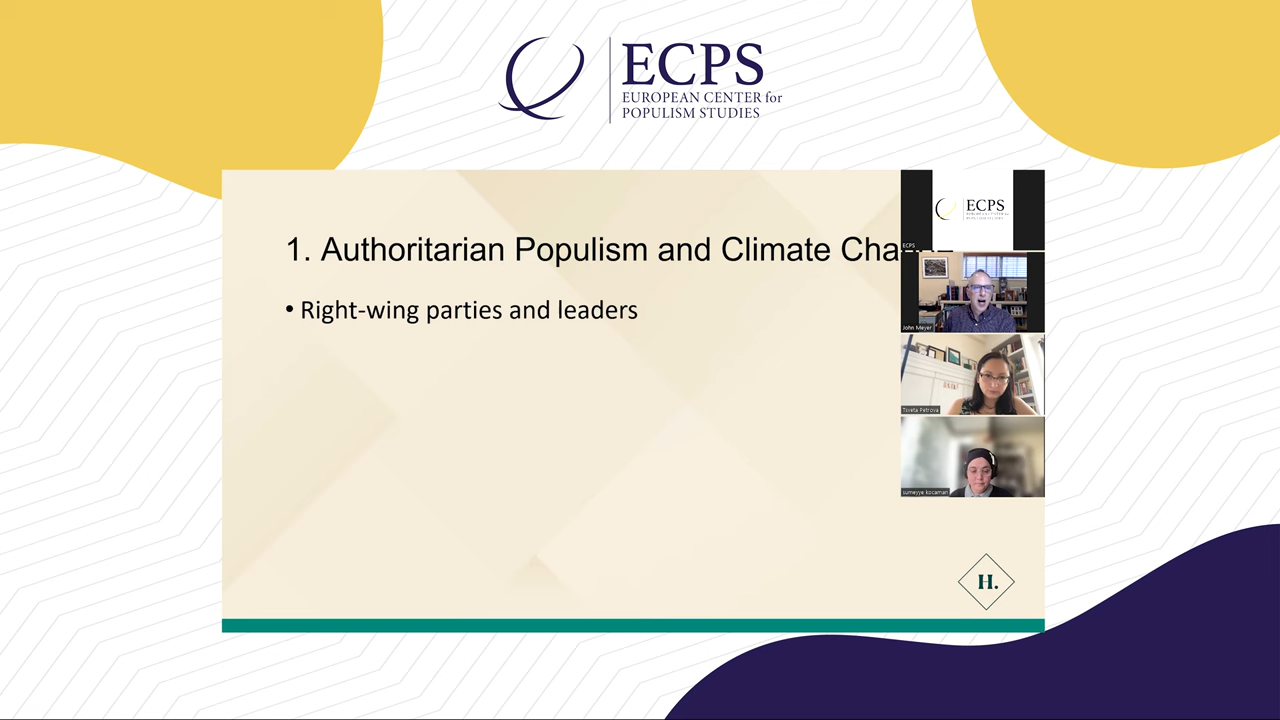 ECPS
EUROPEAN CENTER for
POPULISM STUDIES
1. Authoritarian Populism and Climate Cha
• Right-wing parties and leaders
ECPS
ECPS
John Meyer
Tsveta Petrova
sumeyye kocaman
H.